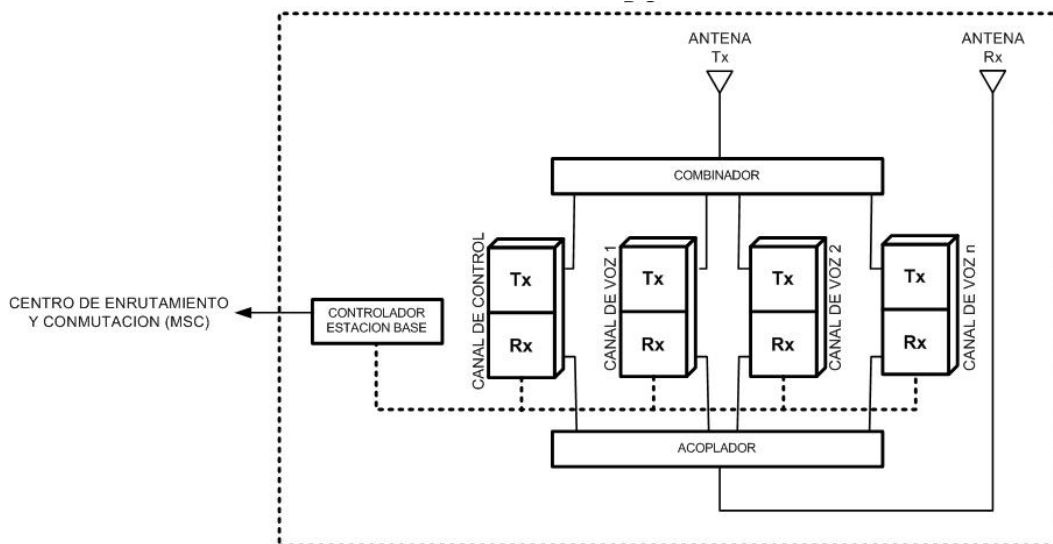 ANTENA
Tx
ANTENA
Rx
COMBINADOR
CANAL DE CONTROL
Tx
Rx
CANAL DE VOZ 1
Tx
Rx
Tx
Rx
CANAL DE VOZ 2
Tx
Rx
CANAL DE VOZ n
CENTRO DE ENRUTAMIENTO
Y CONMUTACION (MSC)
CONTROLADOR
ESTACION BASE
ACOPLADOR